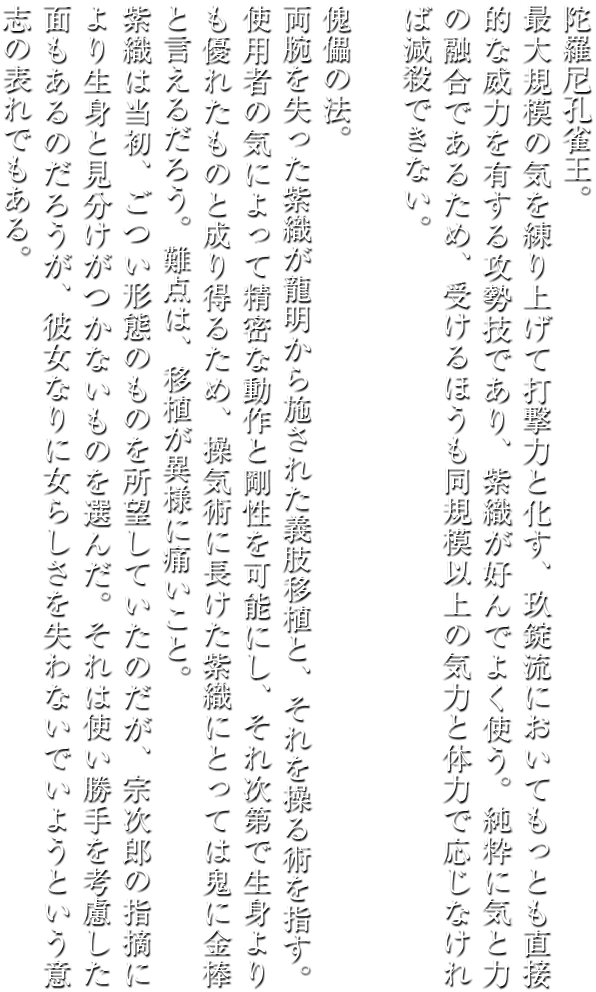 陀羅尼孔雀王。
最大規模の気を練り上げて打撃力と化す、玖錠流においてもっとも直接
的な威力を有する攻勢技であり、紫織が好んでよく使う。純粋に気と力
の融合であるため、受けるほうも同規模以上の気力と体力で応じなけれ
ば減殺できない。
傀儡の法。
両腕を失った紫織が龍明から施された義肢移植と、それを操る術を指す。
使用者の気によって精密な動作と剛性を可能にし、それ次第で生身より
も優れたものと成り得るため、操気術に長けた紫織にとっては鬼に金棒
と言えるだろう。難点は、移植が異様に痛いこと。
紫織は当初、ごつい形態のものを所望していたのだが、宗次郎の指摘に
より生身と見分けがつかないものを選んだ。それは使い勝手を考慮した
面もあるのだろうが、彼女なりに女らしさを失わないでいようという意
志の表れでもある。